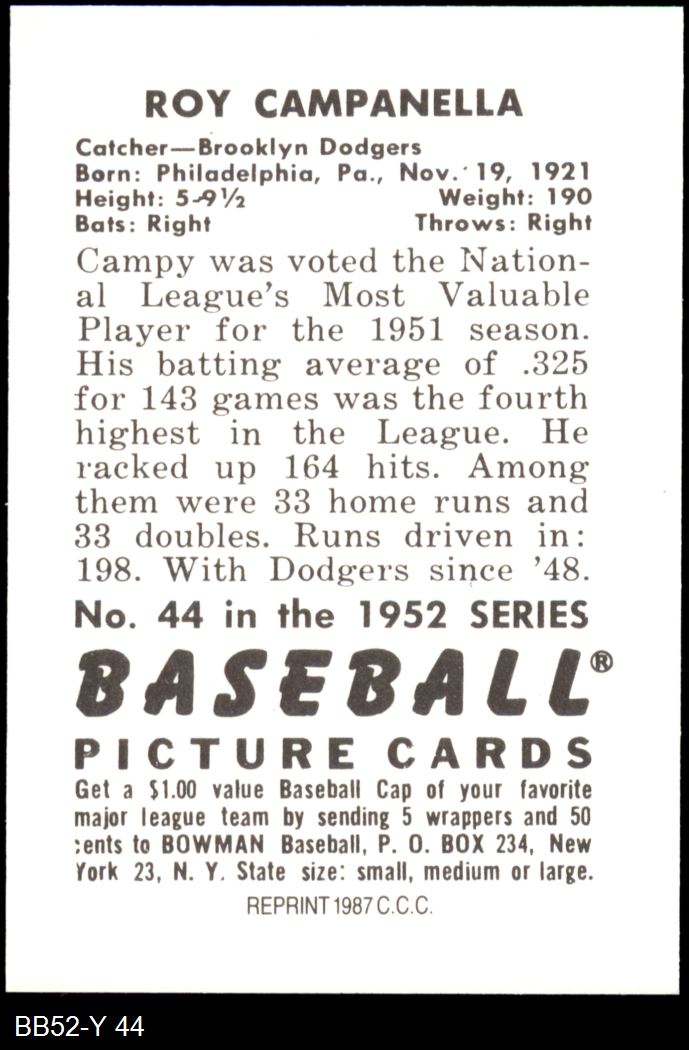 ROY CAMPANELLA
Catcher—Brooklyn Dodgers
Born: Philadelphia, Pa., Nov. 19, 1921
Height: 5-9½ Weight: 190
Bats: Right Throws: Right
Campy was voted the Nation-
al League's Most Valuable
Player for the 1951 season.
His batting average of .325
for 143 games was the fourth
highest in the League. He
racked up 164 hits. Among
them were 33 home runs and
33 doubles. Runs driven in:
198. With Dodgers since '48.
No. 44 in the 1952 SERIES
BASEBALL®
PICTURE CARDS
Get a $1.00 value Baseball Cap of your favorite
major league team by sending 5 wrappers and 50
cents to BOWMAN Baseball, P. O. BOX 234, New
York 23, N. Y. State size: small, medium or large.
REPRINT 1987 C.C.C.
BB52-Y 44